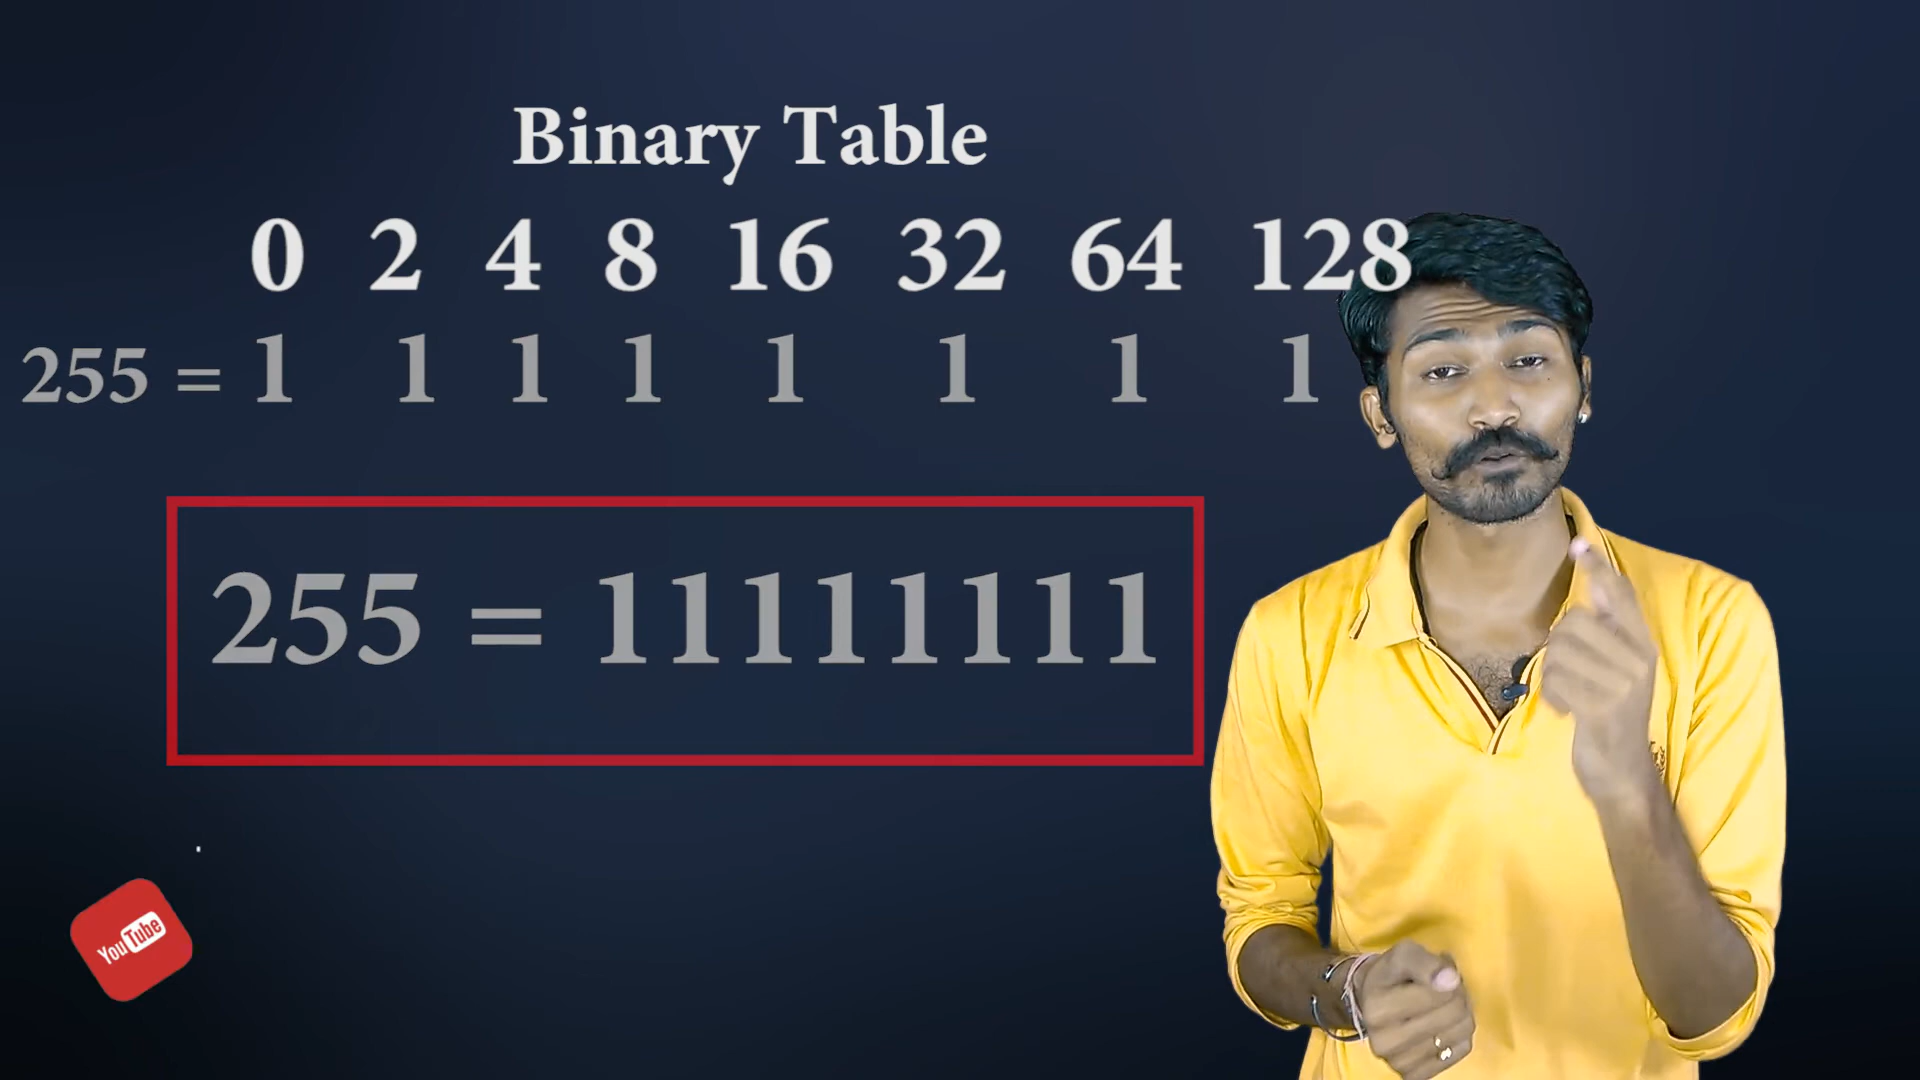 Binary Table
0 2 4 8 16 32 64 128
255 = 1 1 1 1 1 1 1 1
255 = 11111111
YouTube